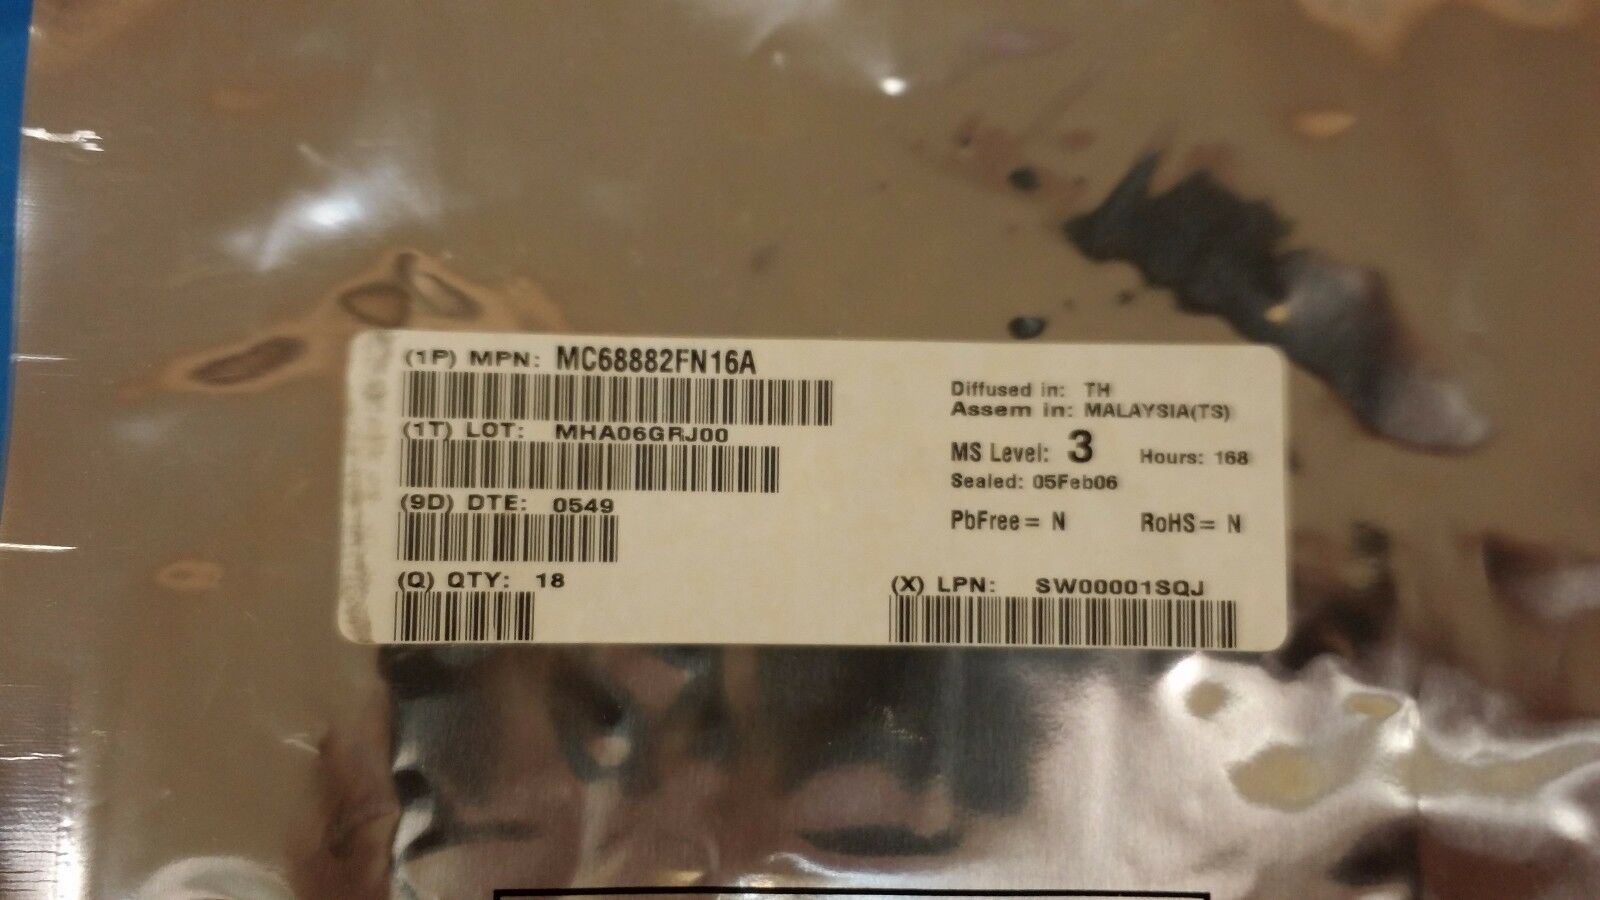 (1P) MPN: MC68882FN16A
(1T) LOT: MHA06GRJ00
(9D) DTE: 0549
(Q) QTY: 18
Diffused in: TH
Assem in: MALAYSIA(TS)
MS Level: 3 Hours: 168
Sealed: 05Feb06
PbFree = N RoHS = N
(X) LPN: SW00001SQJ